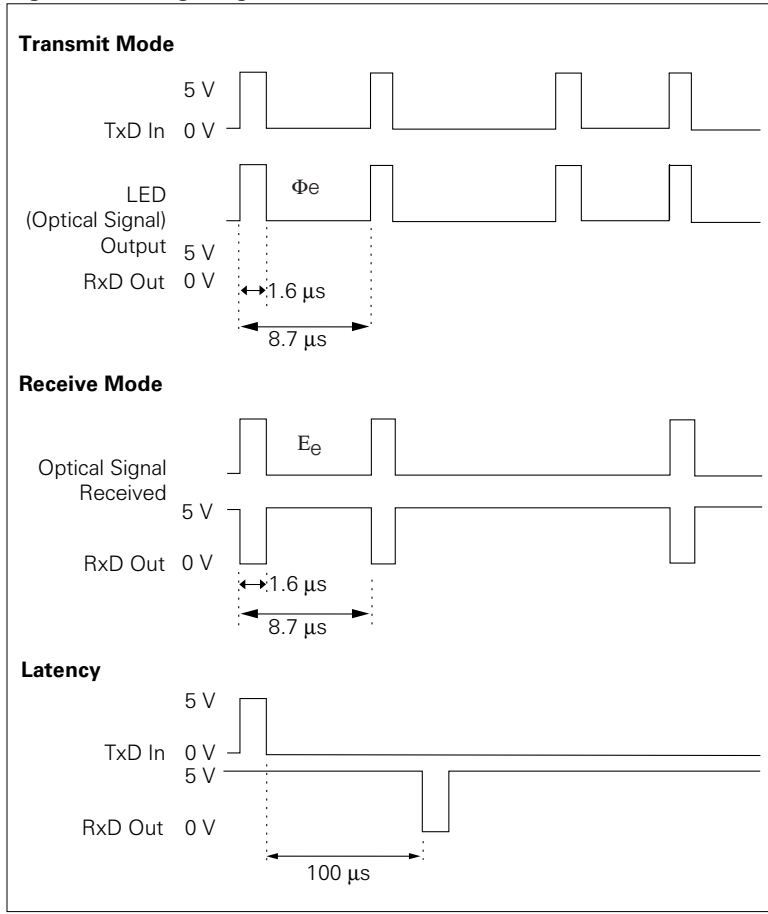 Transmit Mode
5 V
TxD In 0 V
LED
(Optical Signal)
Output
Φe
5 V
RxD Out 0 V
1.6 µs
8.7 µs
Receive Mode
Optical Signal
Received
Ee
5 V
RxD Out 0 V
1.6 µs
8.7 µs
Latency
5 V
TxD In 0 V
5 V
RxD Out 0 V
100 µs